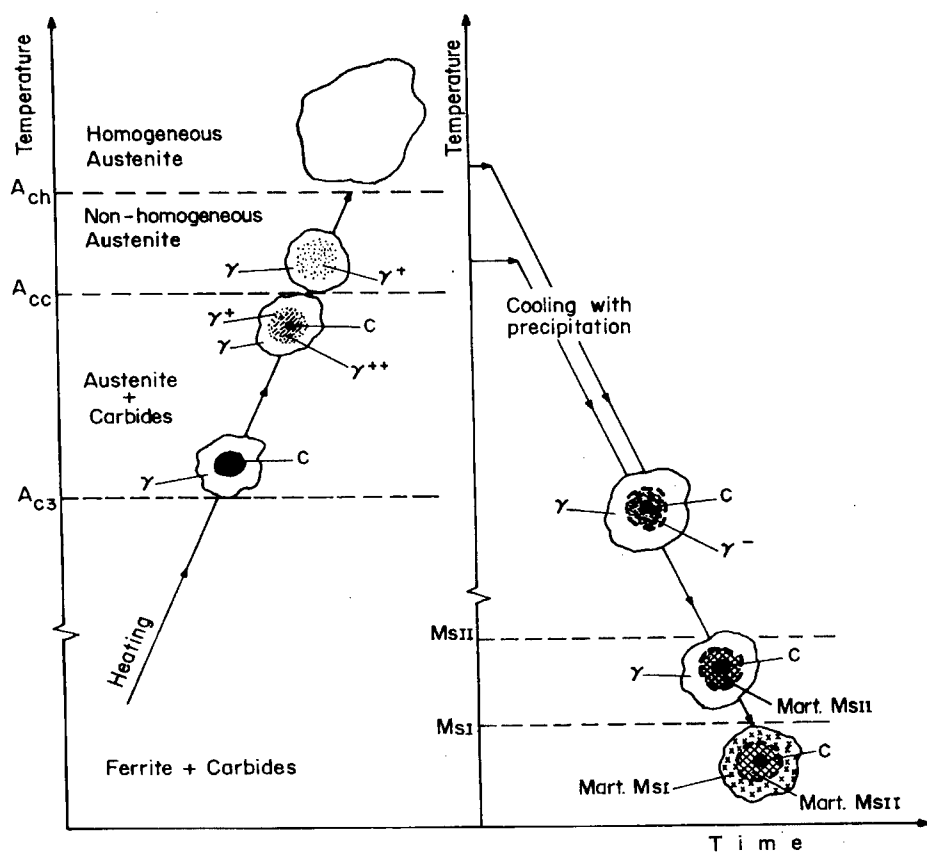 Temperature
Homogeneous
Austenite
A_ch
Non-homogeneous
Austenite
γ
γ+
A_cc
γ+
C
γ
γ++
Austenite
+
Carbides
C
γ
A_c3
Heating
Ferrite + Carbides
Temperature
Cooling with
precipitation
γ
C
γ−
MsII
C
γ
Mart. MsII
MsI
C
Mart. MsI
Mart. MsII
Time